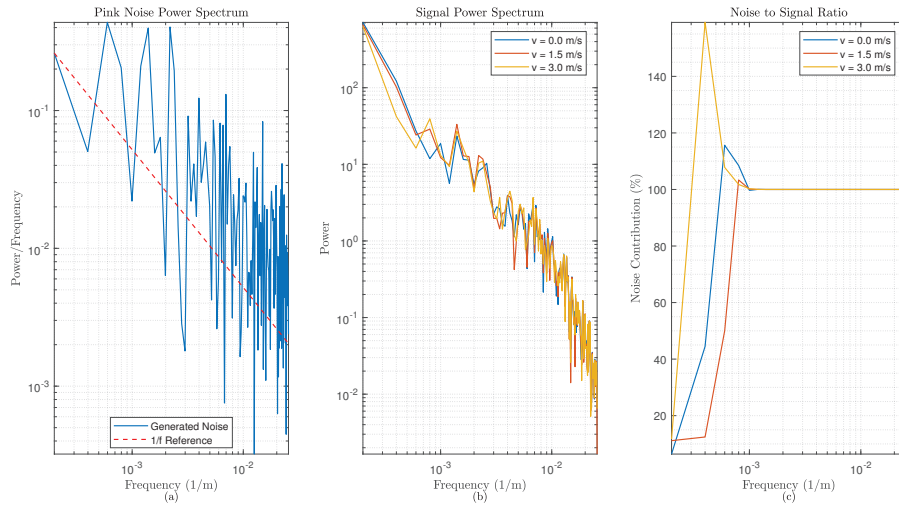 Pink Noise Power Spectrum
Power/Frequency
10⁻¹
10⁻²
10⁻³
Generated Noise
1/f Reference
10⁻³
10⁻²
Frequency (1/m)
(a)
Signal Power Spectrum
Power
10²
10¹
10⁰
10⁻¹
10⁻²
v = 0.0 m/s
v = 1.5 m/s
v = 3.0 m/s
10⁻³
10⁻²
Frequency (1/m)
(b)
Noise to Signal Ratio
Noise Contribution (%)
140
120
100
80
60
40
20
v = 0.0 m/s
v = 1.5 m/s
v = 3.0 m/s
10⁻³
10⁻²
Frequency (1/m)
(c)